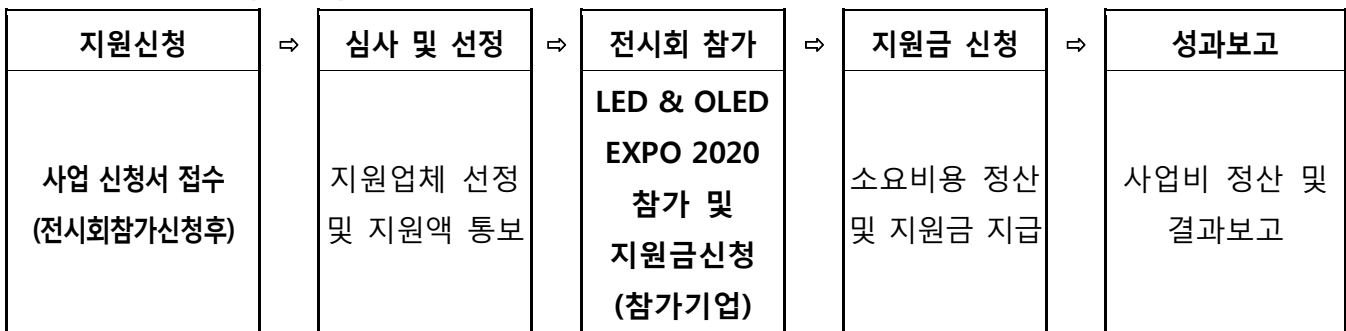 지원신청 ⇨ 심사 및 선정 ⇨ 전시회 참가 ⇨ 지원금 신청 ⇨ 성과보고
사업 신청서 접수
(전시회참가신청후)
지원업체 선정
및 지원액 통보
LED & OLED
EXPO 2020
참가 및
지원금신청
(참가기업)
소요비용 정산
및 지원금 지급
사업비 정산 및
결과보고